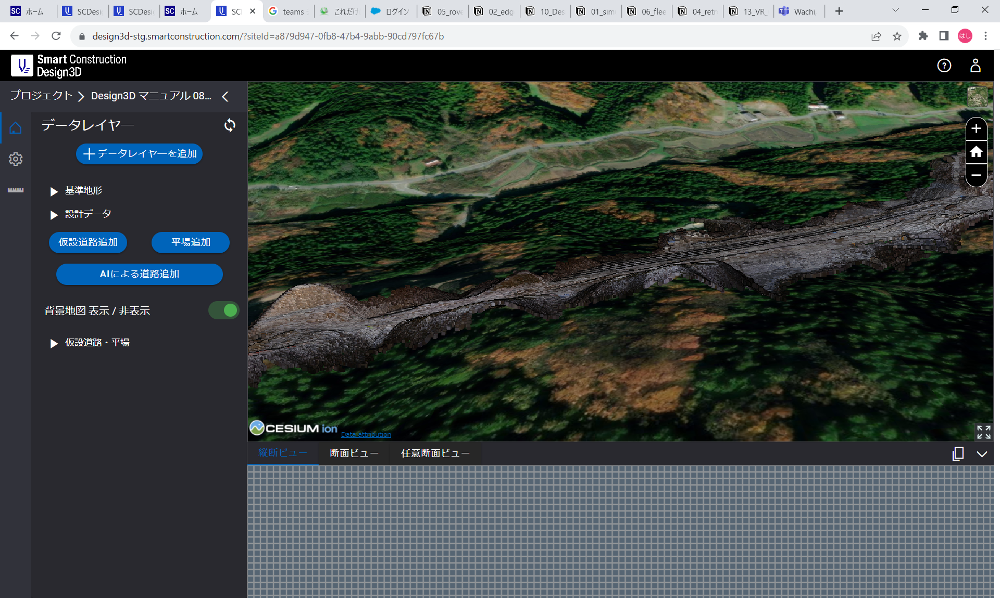 ホーム
SCDesi
SCDesi
ホーム
SC
teams
これだけ
ログイン
05_rove
02_edg
10_Des
01_sim
06_flee
04_retr
13_VR_
Wachi,
design3d-stg.smartconstruction.com/?siteId=a879d947-0fb8-47b4-9abb-90cd797fc67b
はし
Smart Construction
Design3D
プロジェクト
Design3D マニュアル 08...
データレイヤー
データレイヤーを追加
基準地形
設計データ
仮設道路追加
平場追加
AIによる道路追加
背景地図 表示 / 非表示
仮設道路・平場
CESIUM ion
Data attribution
縦断ビュー
断面ビュー
任意断面ビュー